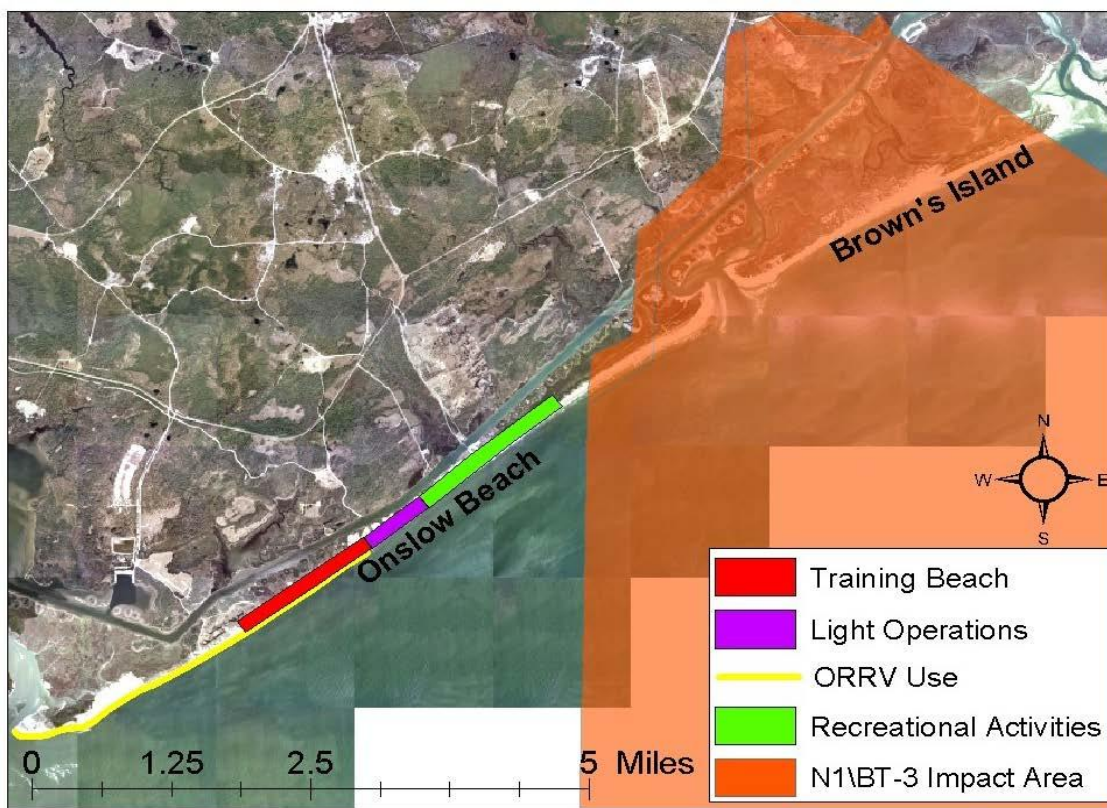 Brown's Island
Onslow Beach
N
W E
S
Training Beach
Light Operations
ORRV Use
Recreational Activities
N1\BT-3 Impact Area
0 1.25 2.5 5 Miles